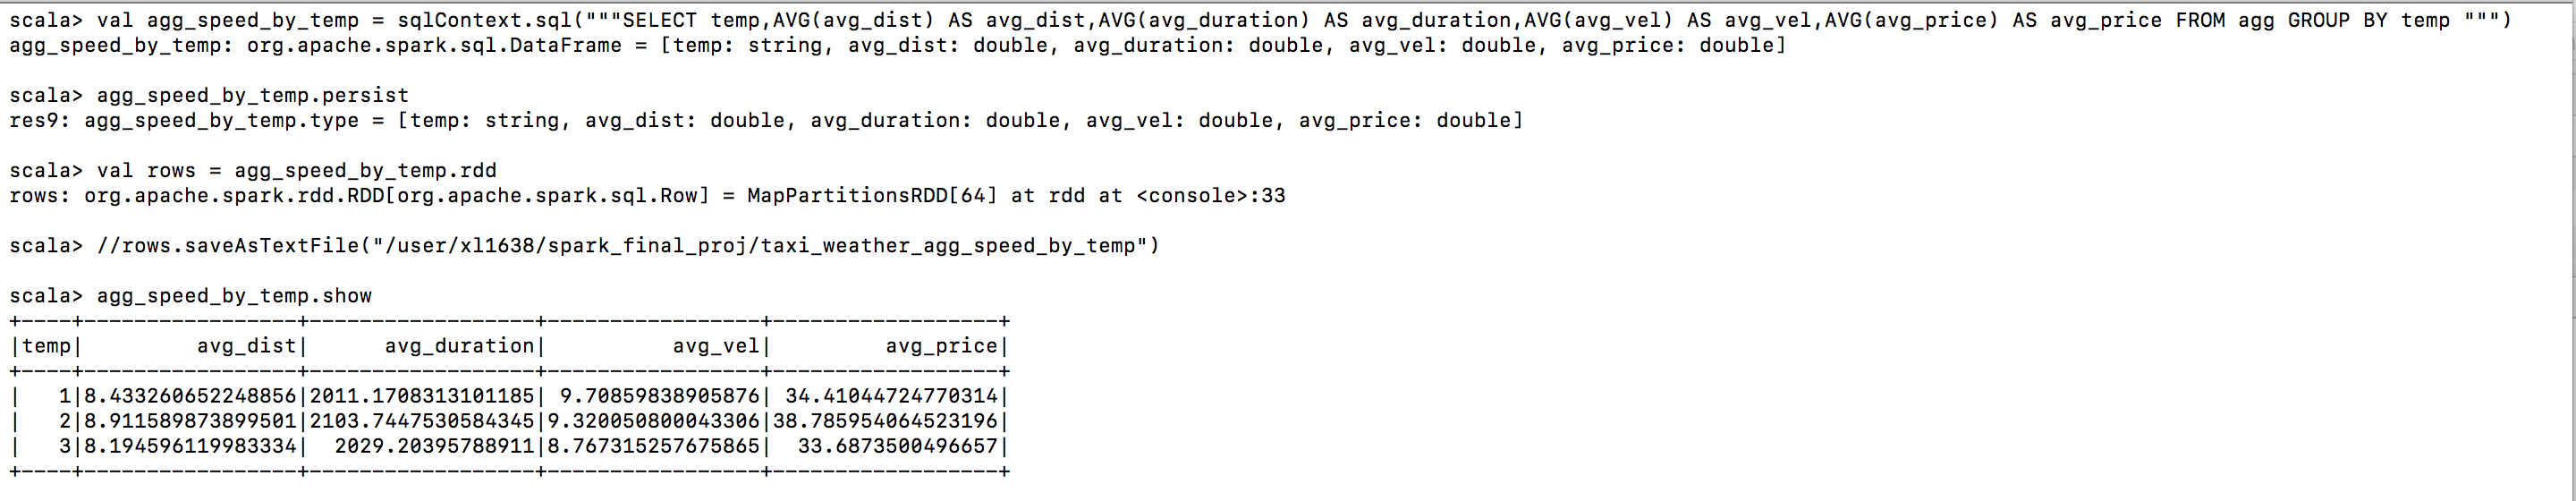 scala> val agg_speed_by_temp = sqlContext.sql("""SELECT temp,AVG(avg_dist) AS avg_dist,AVG(avg_duration) AS avg_duration,AVG(avg_vel) AS avg_vel,AVG(avg_price) AS avg_price FROM agg GROUP BY temp """)
agg_speed_by_temp: org.apache.spark.sql.DataFrame = [temp: string, avg_dist: double, avg_duration: double, avg_vel: double, avg_price: double]
scala> agg_speed_by_temp.persist
res9: agg_speed_by_temp.type = [temp: string, avg_dist: double, avg_duration: double, avg_vel: double, avg_price: double]
scala> val rows = agg_speed_by_temp.rdd
rows: org.apache.spark.rdd.RDD[org.apache.spark.sql.Row] = MapPartitionsRDD[64] at rdd at <console>:33
scala> //rows.saveAsTextFile("/user/xl1638/spark_final_proj/taxi_weather_agg_speed_by_temp")
scala> agg_speed_by_temp.show
+----+-----------------+------------------+-----------------+------------------+
|temp|         avg_dist|      avg_duration|          avg_vel|         avg_price|
+----+-----------------+------------------+-----------------+------------------+
|   1|8.433260652248856|2011.1708313101185| 9.70859838905876| 34.41044724770314|
|   2|8.911589873899501|2103.7447530584345|9.320050800043306|38.785954064523196|
|   3|8.194596119983334|  2029.20395788911|8.767315257675865|  33.6873500496657|
+----+-----------------+------------------+-----------------+------------------+